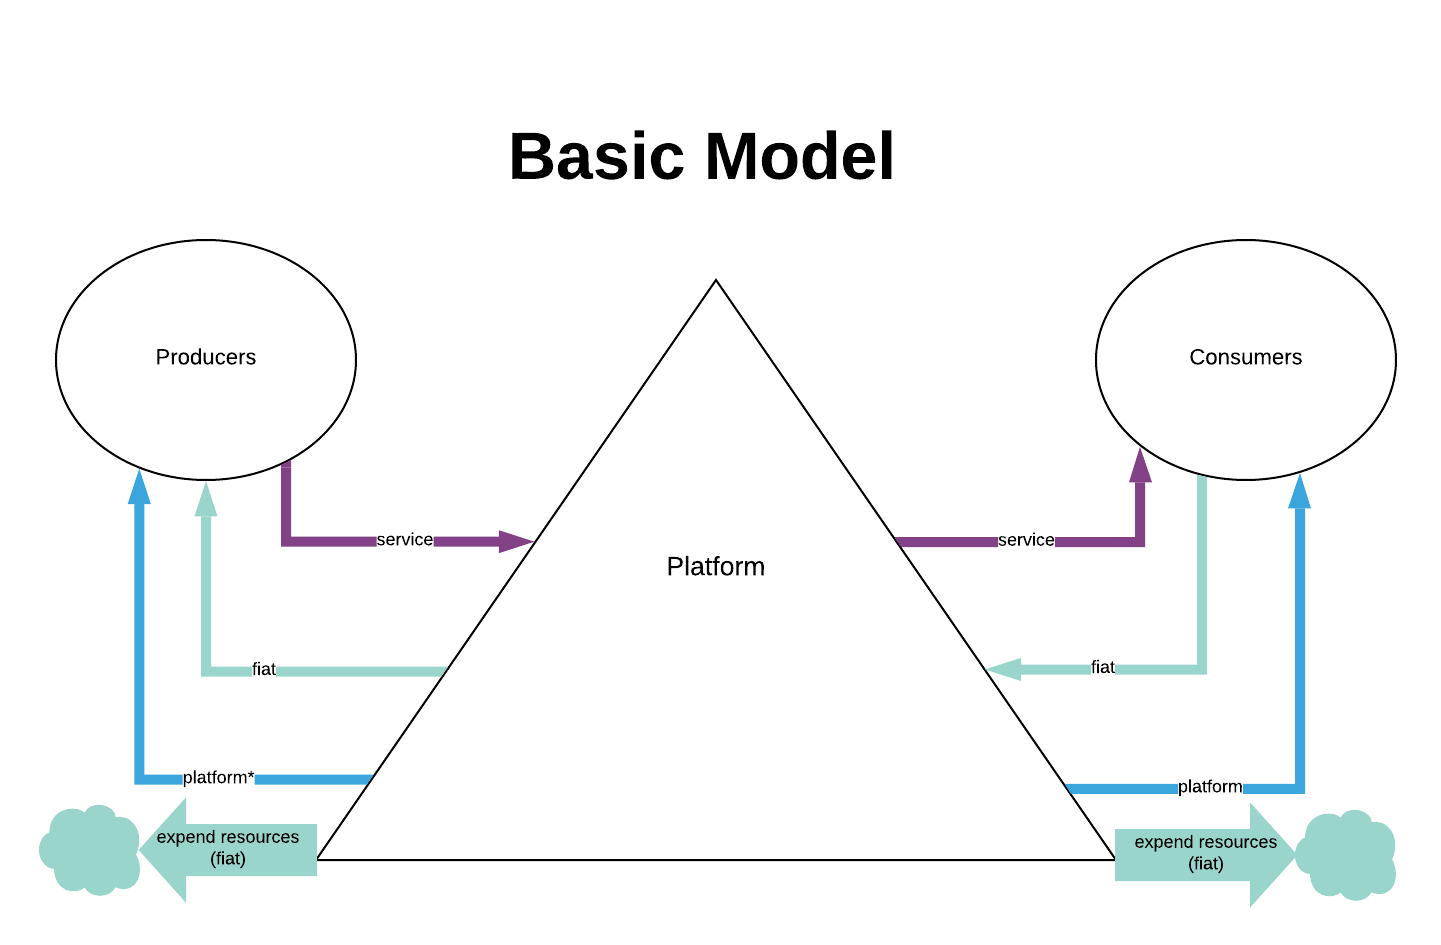 Basic Model
Producers
Consumers
service
service
Platform
fiat
fiat
platform*
platform
expend resources
(fiat)
expend resources
(fiat)